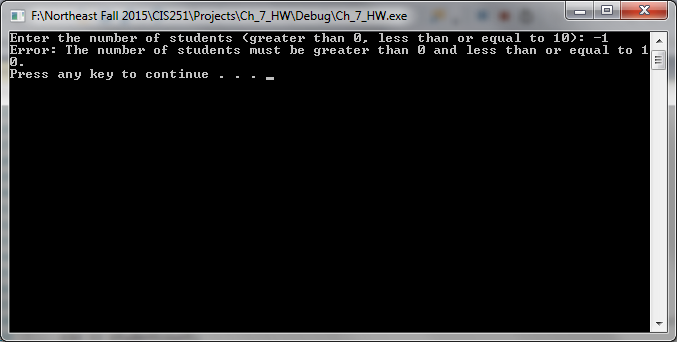 F:\Northeast Fall 2015\CIS251\Projects\Ch_7_HW\Debug\Ch_7_HW.exe
Enter the number of students (greater than 0, less than or equal to 10): -1
Error: The number of students must be greater than 0 and less than or equal to 1
0.
Press any key to continue . . . _